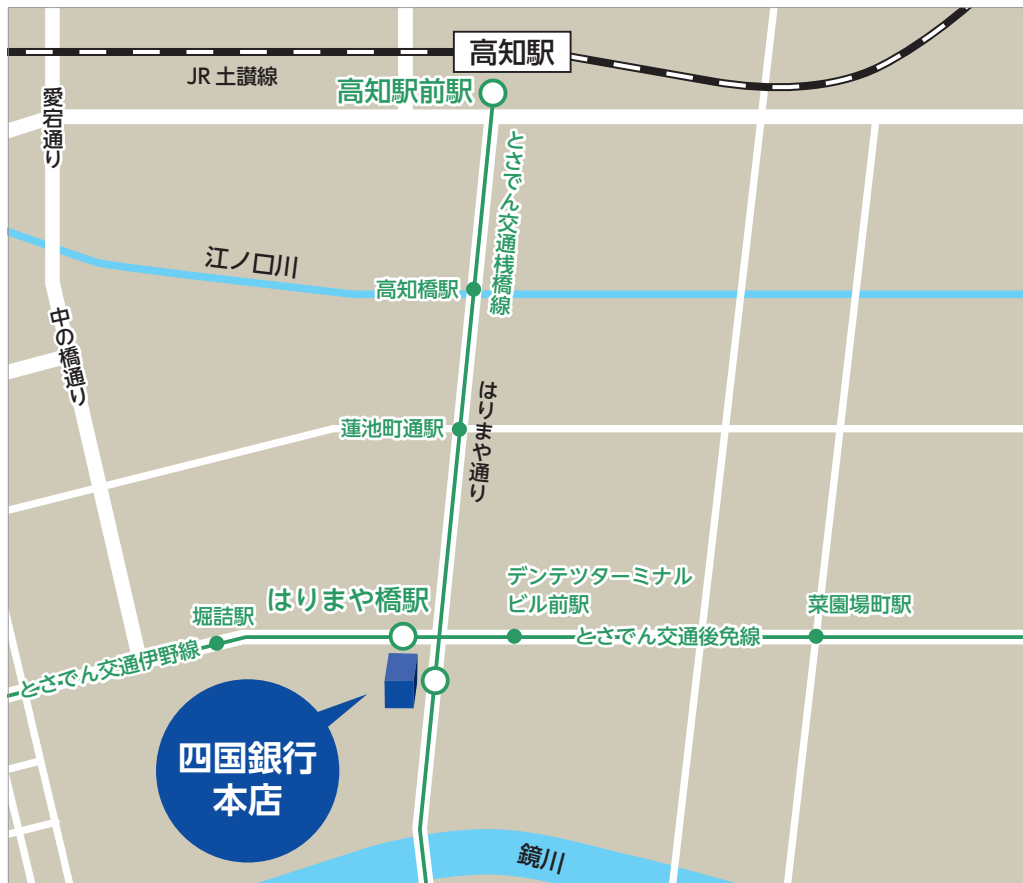 高知駅
JR 土讃線
高知駅前駅
愛宕通り
とさでん交通桟橋線
江ノ口川
高知橋駅
中の橋通り
はりまや通り
蓮池町通駅
デンテツターミナル
ビル前駅
はりまや橋駅
堀詰駅
菜園場町駅
とさでん交通後免線
とさでん交通伊野線
四国銀行
本店
鏡川